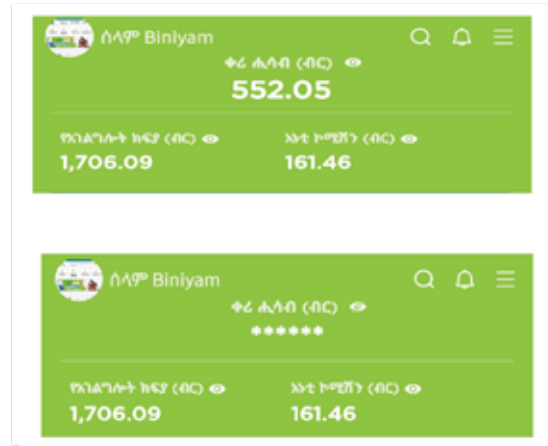 ሰላም Biniyam
ቀሪ ሒሳብ (ብር)
552.05
የአገልግሎት ክፍያ (ብር)
1,706.09
እኔቲ ኮሚሽን (ብር)
161.46
ሰላም Biniyam
ቀሪ ሒሳብ (ብር)
******
የአገልግሎት ክፍያ (ብር)
1,706.09
ኮሚሽን (ብር)
161.46